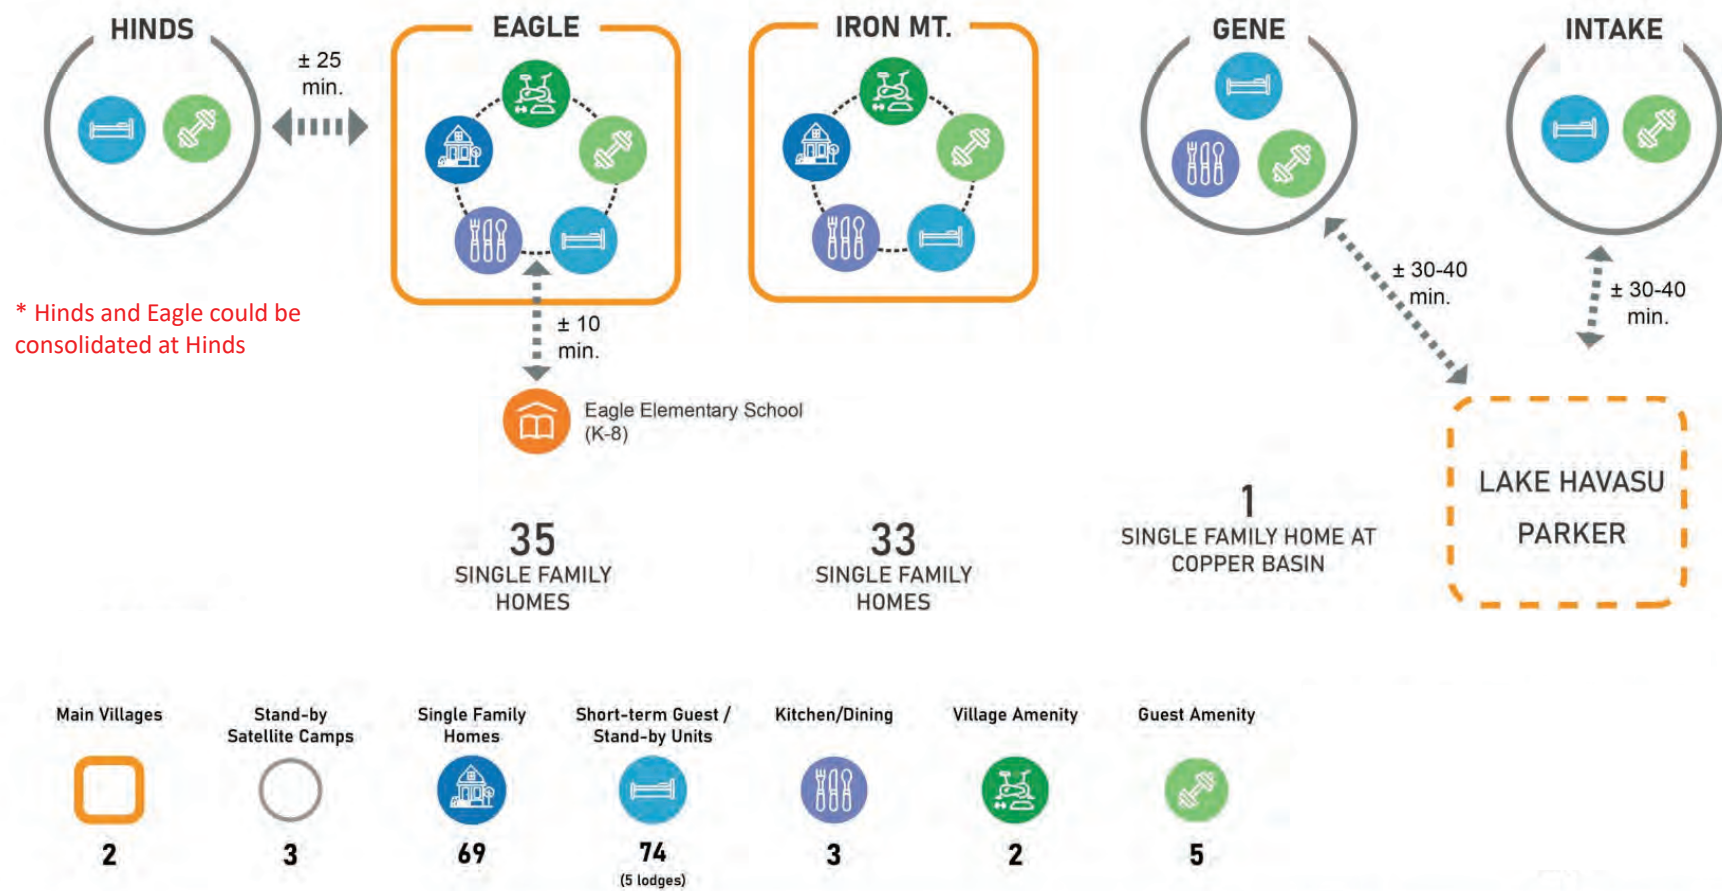 HINDS
± 25
min.
EAGLE
IRON MT.
GENE
INTAKE
* Hinds and Eagle could be
consolidated at Hinds
± 10
min.
Eagle Elementary School
(K-8)
± 30-40
min.
± 30-40
min.
LAKE HAVASU
PARKER
35
SINGLE FAMILY
HOMES
33
SINGLE FAMILY
HOMES
1
SINGLE FAMILY HOME AT
COPPER BASIN
Main Villages
2
Stand-by
Satellite Camps
3
Single Family
Homes
69
Short-term Guest /
Stand-by Units
74
(5 lodges)
Kitchen/Dining
3
Village Amenity
2
Guest Amenity
5